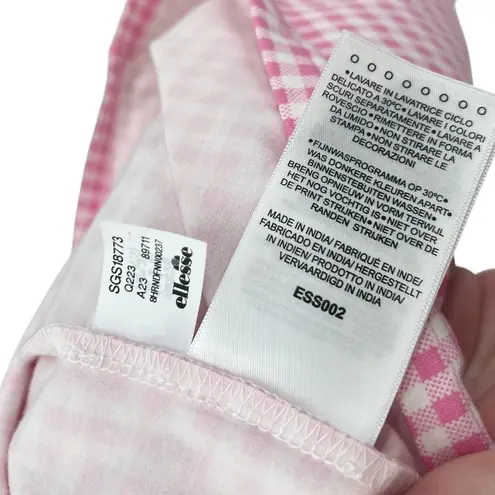 SGS18773
Q223
A23 89711
BHRNOFNN00237
ellesse
•LAVARE IN LAVATRICE CICLO
DELICATO A 30°C•LAVARE I COLORI
SCURI SEPARATAMENTE•LAVARE A
ROVESCIO•RIMETTERE IN FORMA
DA UMIDO•NON STIRARE LA
STAMPA•NON STIRARE LE
DECORAZIONI
•FIJNWASPROGRAMMA OP 30°C•
WAS DONKERE KLEUREN APART•
BINNENSTEBUITEN WASSEN•
BRENG OPNIEUW IN VORM TERWIJL
HET NOG VOCHTIG IS•NIET OVER
DE PRINT STRIJKEN•NIET OVER DE
RANDEN STRIJKEN
MADE IN INDIA/ FABRIQUÉ EN INDE/
FABRICADO EN INDIA/ HERGESTELLT
IN INDIEN/ PRODOTTO IN INDIA/
VERVAARDIGD IN INDIA
ESS002